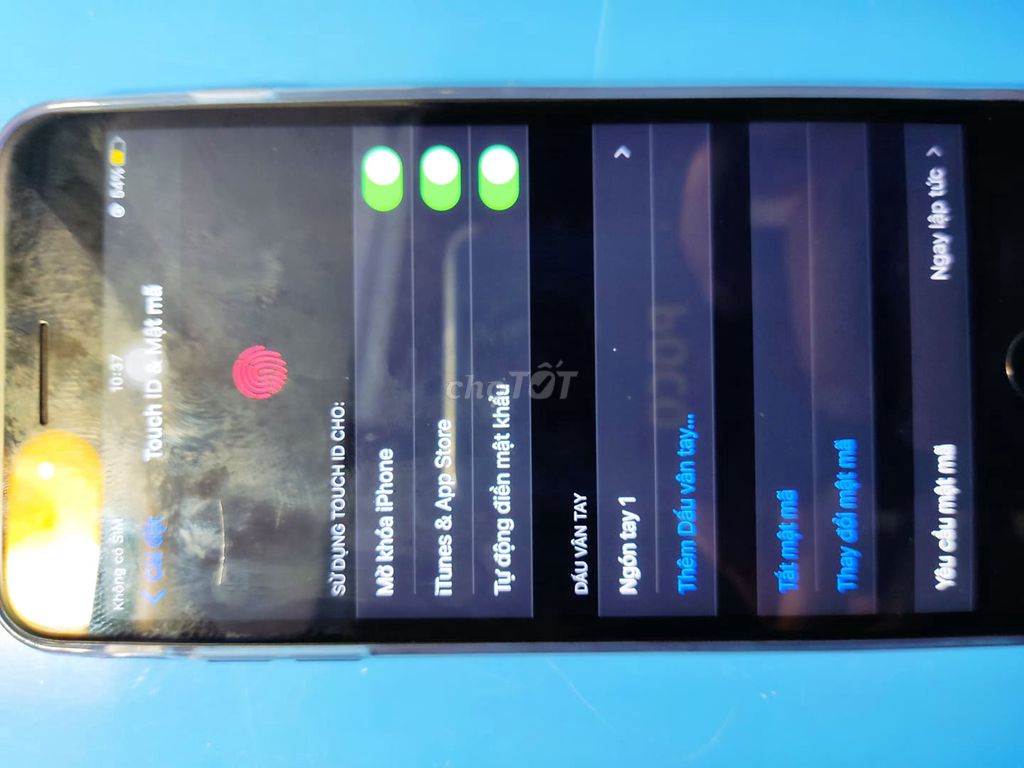 Không có SIM 10:37 54%
Cài đặt Touch ID & Mật mã
SỬ DỤNG TOUCH ID CHO:
Mở khóa iPhone
iTunes & App Store
Tự động điền mật khẩu
DẤU VÂN TAY
Ngón tay 1
Thêm Dấu vân tay...
Tắt mật mã
Thay đổi mật mã
Yêu cầu mật mã Ngay lập tức
chợTỐT